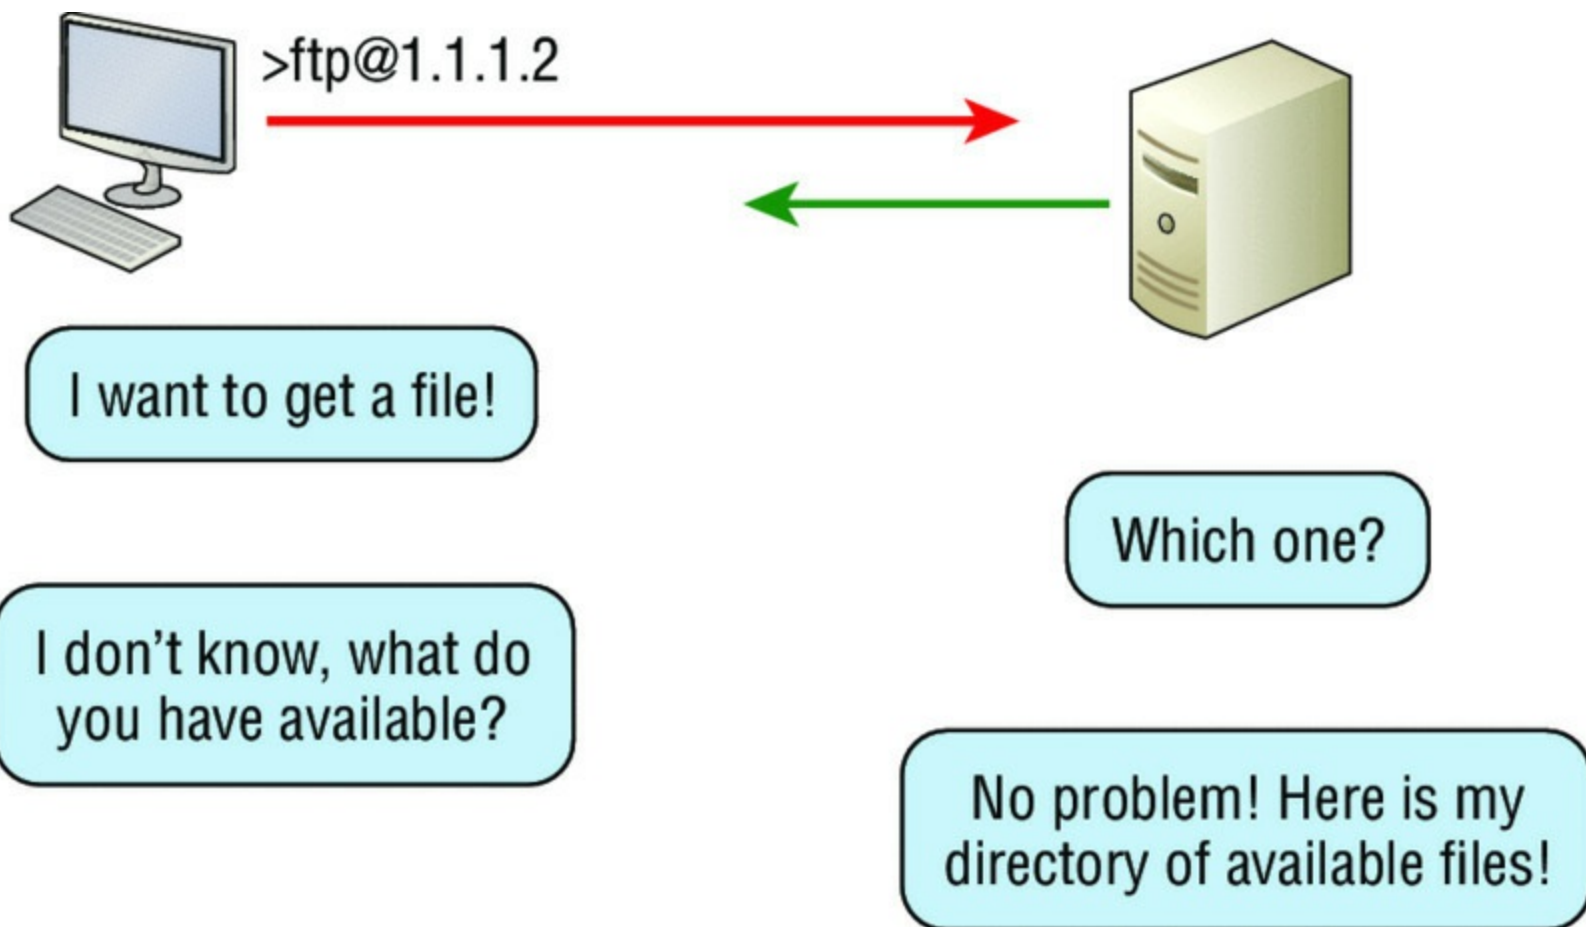 >ftp@1.1.1.2
I want to get a file!
Which one?
I don’t know, what do
you have available?
No problem! Here is my
directory of available files!